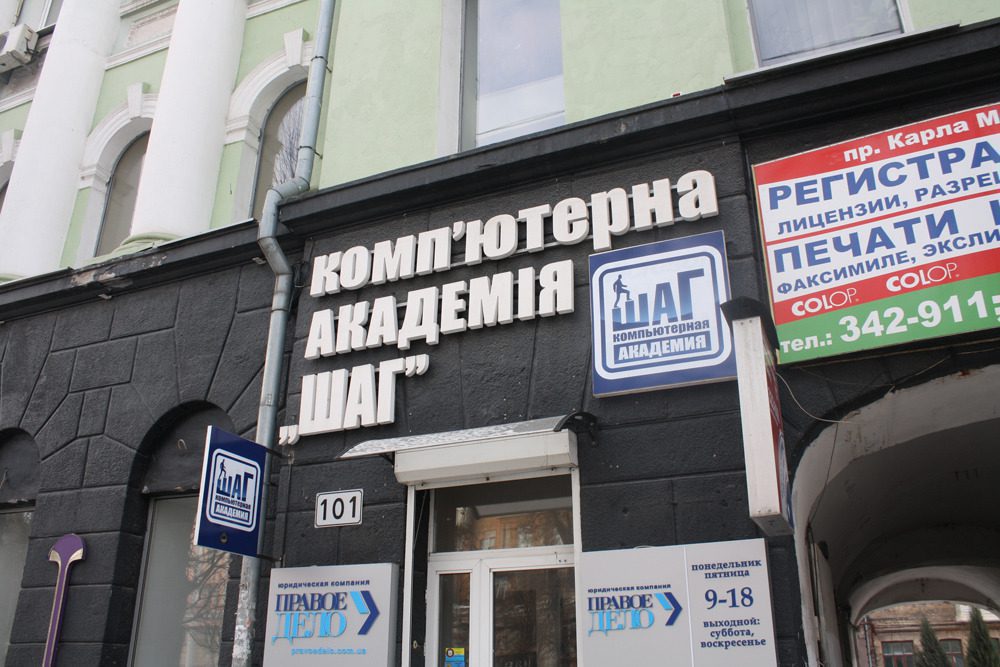 комп'ютерна
АКАДЕМІЯ
„ШАГ”
ШАГ
компьютерная
АКАДЕМИЯ
пр. Карла М
РЕГИСТРА
ЛИЦЕНЗИИ, РАЗРЕ
ПЕЧАТИ
ФАКСИМИЛЕ, ЭКСЛИ
COLOP. COLOP.
тел.: 342-911
ШАГ
компьютерная
АКАДЕМИЯ
101
юридическая компания
ПРАВОЕ
ДЕЛО
pravoedelo.com.ua
юридическая компания
ПРАВОЕ
ДЕЛО
понедельник
пятница
9-18
выходной:
суббота,
воскресенье